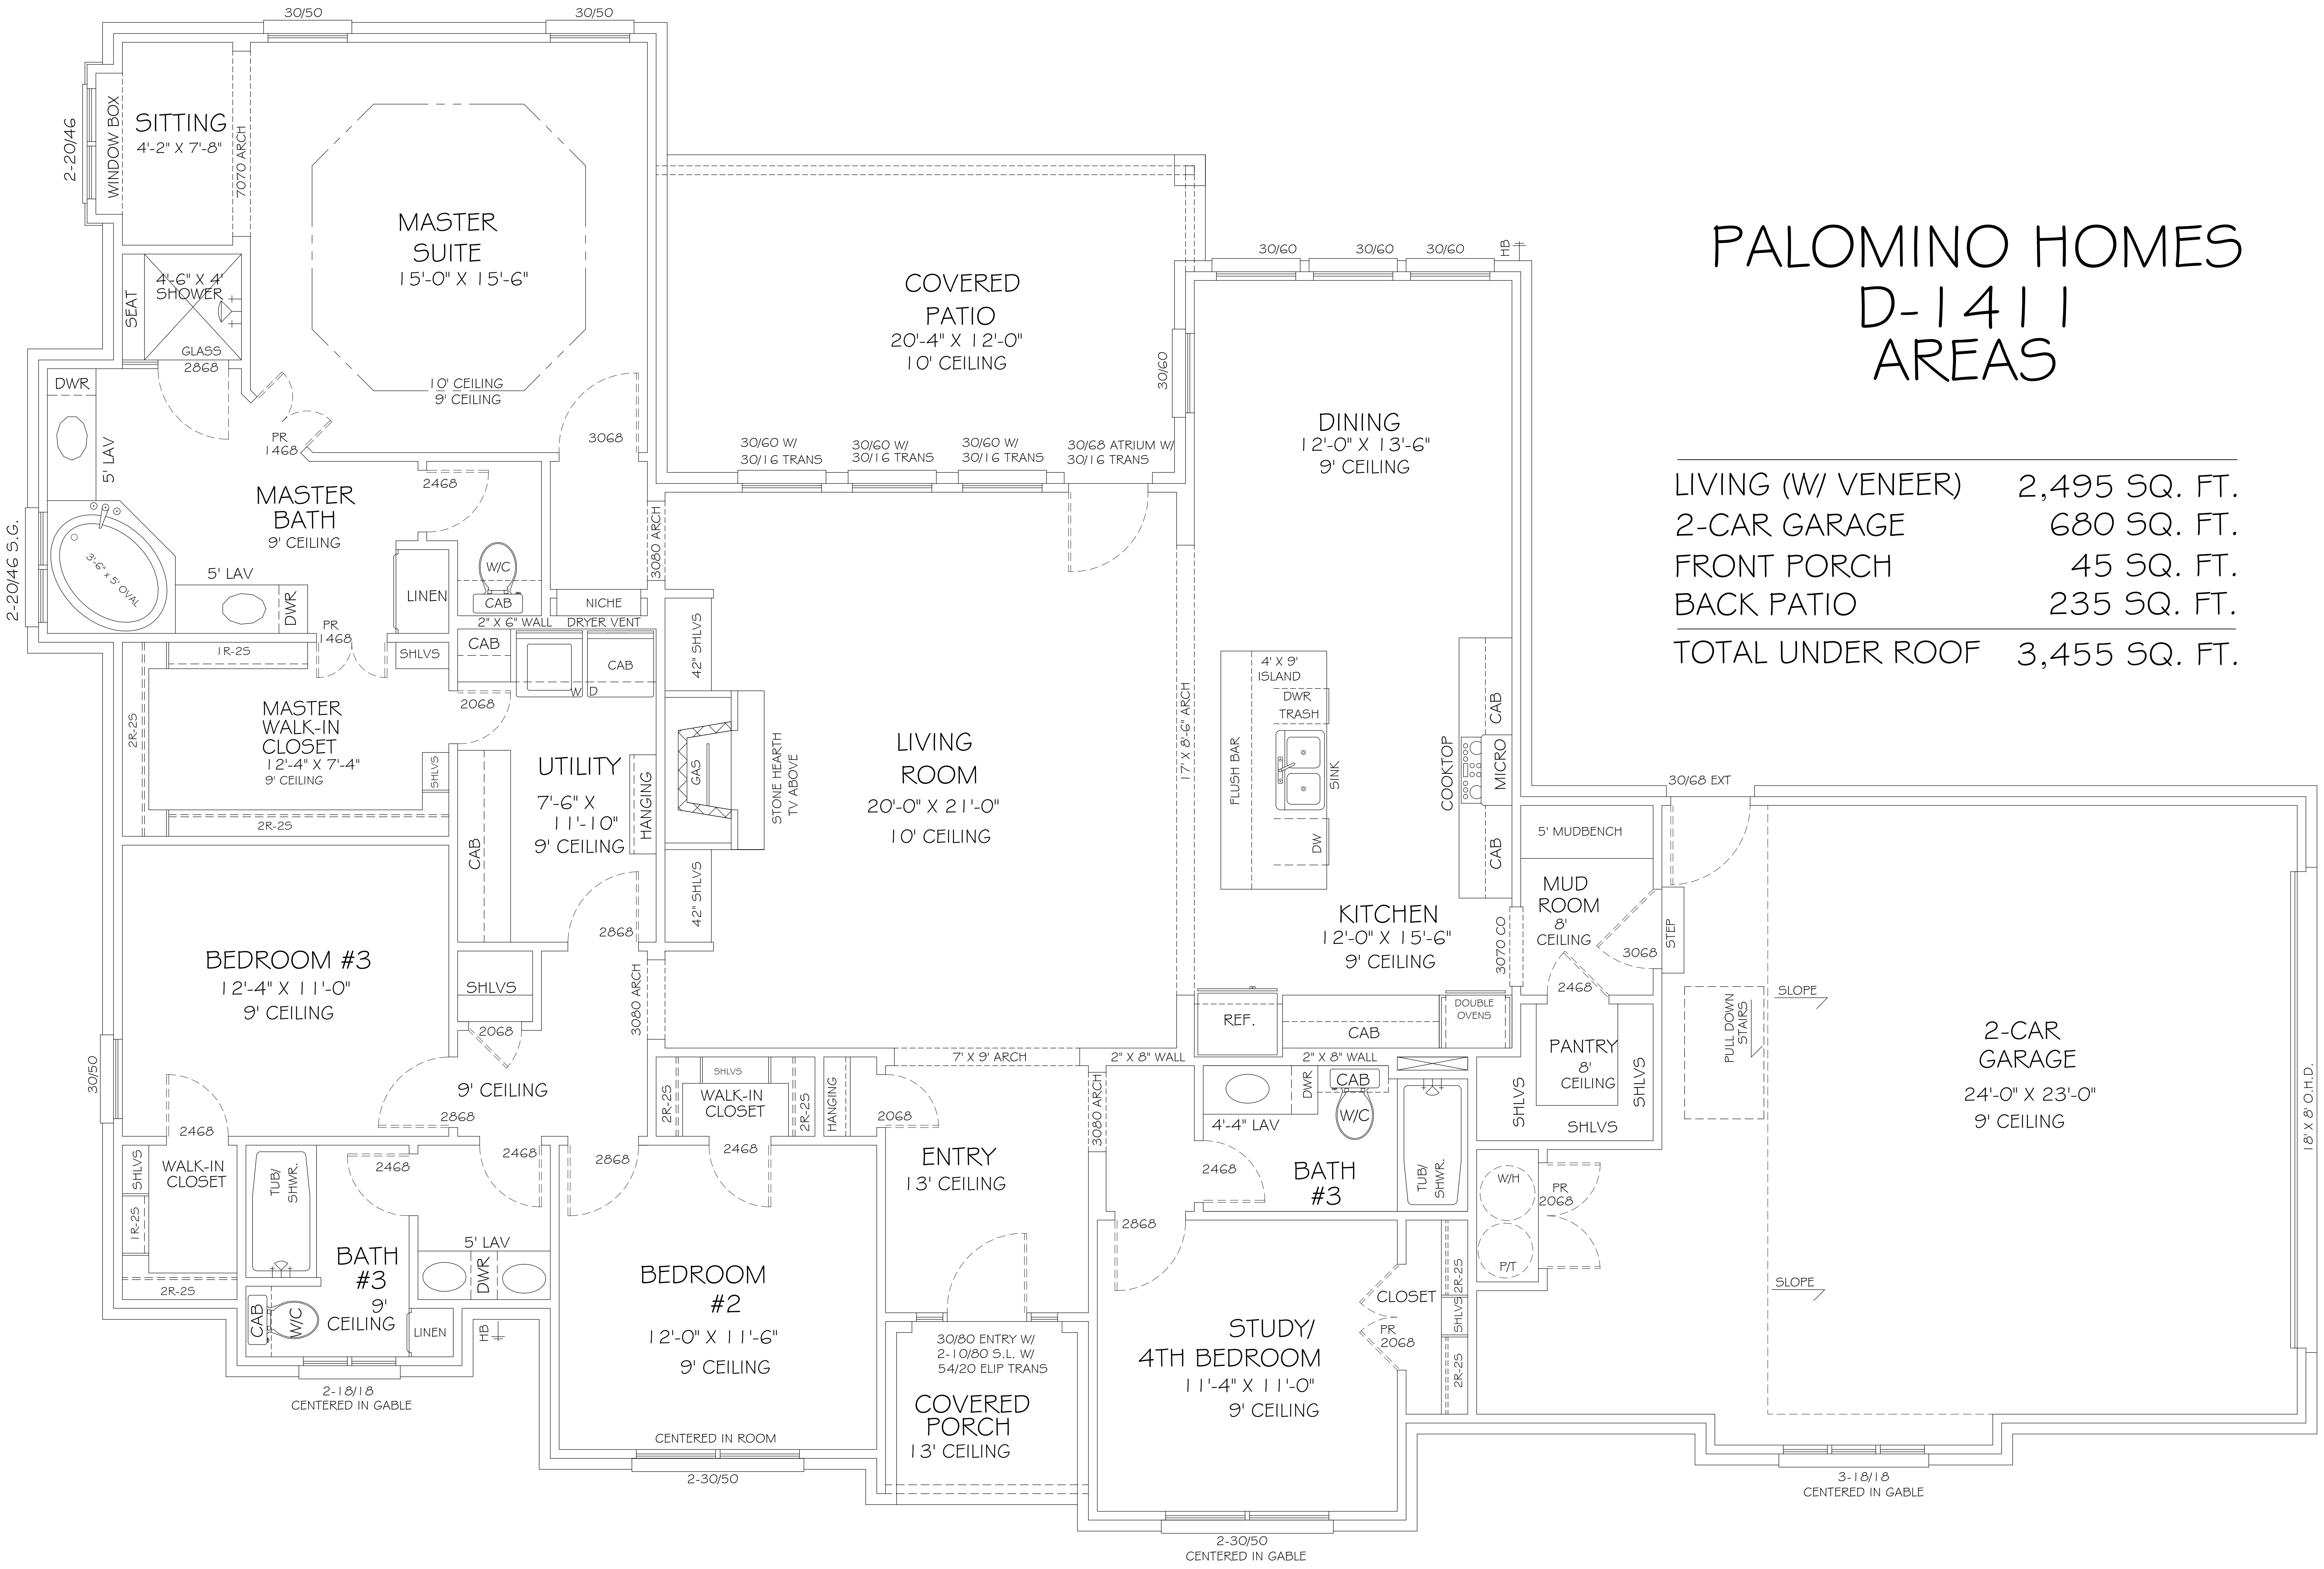 30/50
30/50
2-20/46
WINDOW BOX
SITTING
4'-2" X 7'-8"
7070 ARCH
MASTER
SUITE
15'-0" X 15'-6"
10' CEILING
9' CEILING
4'-6" X 4'
SHOWER
SEAT
GLASS
2868
PR
1468
3068
DWR
5' LAV
MASTER
BATH
9' CEILING
2468
2-20/46 S.G.
3'-6" x 5' OVAL
5' LAV
DWR
LINEN
W/C
CAB
NICHE
2" X 6" WALL
DRYER VENT
3080 ARCH
PR
1468
1R-2S
SHLVS
CAB
CAB
W D
2068
2R-2S
MASTER
WALK-IN
CLOSET
12'-4" X 7'-4"
9' CEILING
SHLVS
2R-2S
UTILITY
7'-6" X
11'-10"
9' CEILING
HANGING
CAB
2868
42" SHLVS
GAS
STONE HEARTH
TV ABOVE
42" SHLVS
COVERED
PATIO
20'-4" X 12'-0"
10' CEILING
30/60 W/
30/16 TRANS
30/60 W/
30/16 TRANS
30/60 W/
30/16 TRANS
30/68 ATRIUM W/
30/16 TRANS
30/60
30/60
30/60
30/60
HB
DINING
12'-0" X 13'-6"
9' CEILING
LIVING
ROOM
20'-0" X 21'-0"
10' CEILING
17' X 8'-6" ARCH
4' X 9'
ISLAND
DWR
TRASH
FLUSH BAR
SINK
DW
COOKTOP
CAB
MICRO
CAB
KITCHEN
12'-0" X 15'-6"
9' CEILING
3070 CO
REF.
CAB
DOUBLE
OVENS
PALOMINO HOMES
D-1411
AREAS
LIVING (W/ VENEER) 2,495 SQ. FT.
2-CAR GARAGE 680 SQ. FT.
FRONT PORCH 45 SQ. FT.
BACK PATIO 235 SQ. FT.
TOTAL UNDER ROOF 3,455 SQ. FT.
30/68 EXT
5' MUDBENCH
MUD
ROOM
8'
CEILING
3068
STEP
2468
PANTRY
8'
CEILING
SHLVS
SHLVS
SHLVS
PULL DOWN
STAIRS
SLOPE
2-CAR
GARAGE
24'-0" X 23'-0"
9' CEILING
18' X 8' O.H.D.
W/H
P/T
PR
2068
SLOPE
3-18/18
CENTERED IN GABLE
BEDROOM #3
12'-4" X 11'-0"
9' CEILING
30/50
SHLVS
2068
9' CEILING
2868
3080 ARCH
2468
SHLVS
WALK-IN
CLOSET
1R-2S
2R-2S
TUB/
SHWR.
2468
2468
BATH
#3
9'
CEILING
5' LAV
DWR
CAB
W/C
LINEN
HB
2-18/18
CENTERED IN GABLE
2R-2S
SHLVS
WALK-IN
CLOSET
2R-2S
HANGING
2868
2468
2068
BEDROOM
#2
12'-0" X 11'-6"
9' CEILING
CENTERED IN ROOM
2-30/50
7' X 9' ARCH
2" X 8" WALL
3080 ARCH
ENTRY
13' CEILING
30/80 ENTRY W/
2-10/80 S.L. W/
54/20 ELIP TRANS
COVERED
PORCH
13' CEILING
2" X 8" WALL
DWR
CAB
W/C
4'-4" LAV
2468
BATH
#3
TUB/
SHWR.
2868
STUDY/
4TH BEDROOM
11'-4" X 11'-0"
9' CEILING
CLOSET
PR
2068
2R-2S
SHLVS
2R-2S
2-30/50
CENTERED IN GABLE